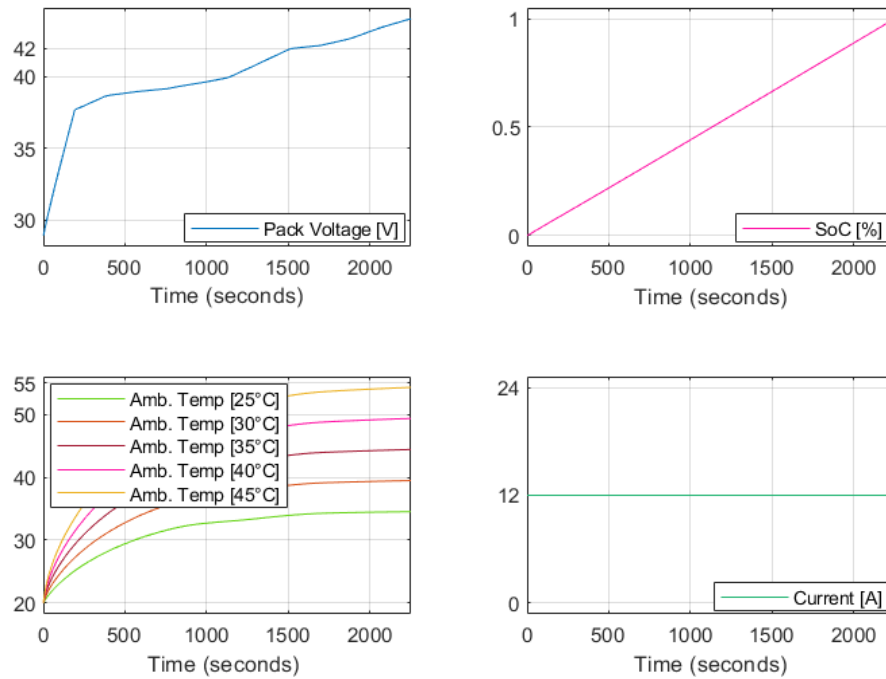 42
40
35
30
Pack Voltage [V]
0 500 1000 1500 2000
Time (seconds)
1
0.5
0
SoC [%]
0 500 1000 1500 2000
Time (seconds)
55
50
40
30
20
Amb. Temp [25°C]
Amb. Temp [30°C]
Amb. Temp [35°C]
Amb. Temp [40°C]
Amb. Temp [45°C]
0 500 1000 1500 2000
Time (seconds)
24
12
0
Current [A]
0 500 1000 1500 2000
Time (seconds)